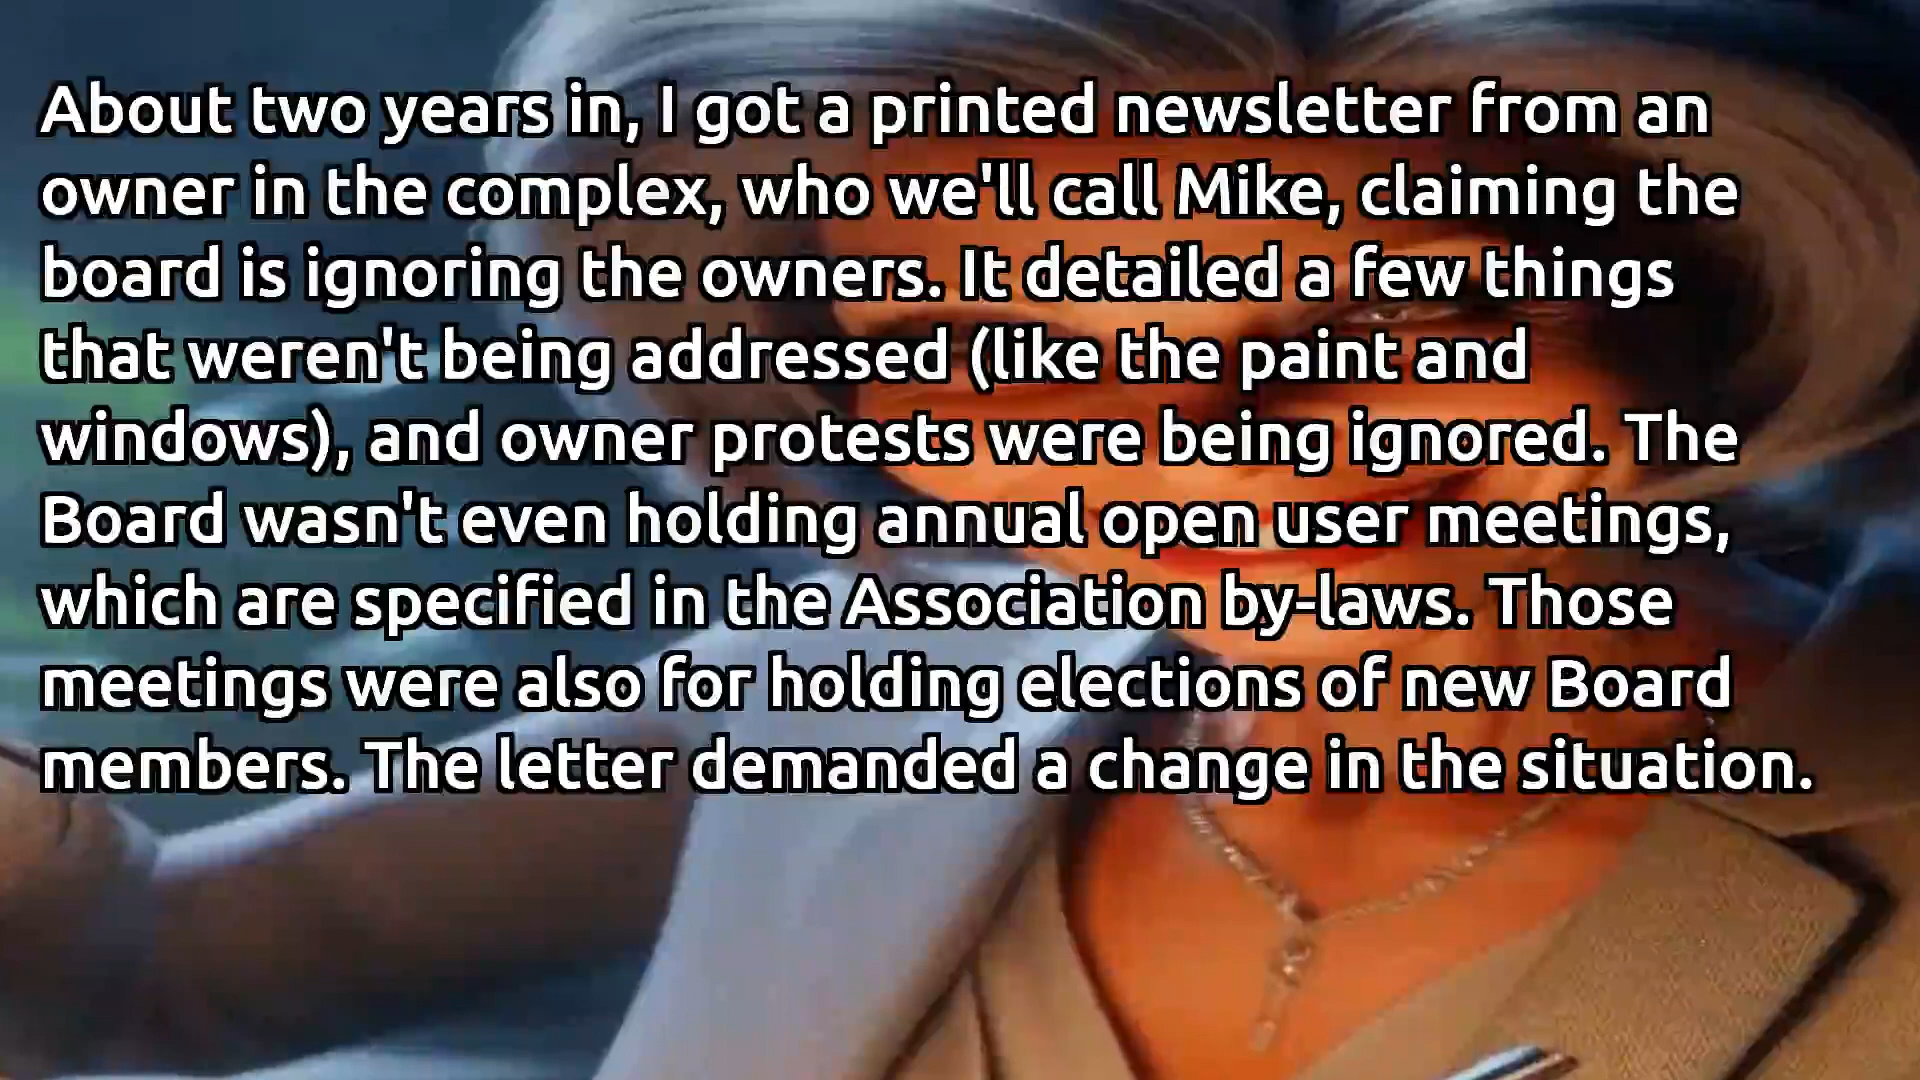 About two years in, I got a printed newsletter from an
owner in the complex, who we'll call Mike, claiming the
board is ignoring the owners. It detailed a few things
that weren't being addressed (like the paint and
windows), and owner protests were being ignored. The
Board wasn't even holding annual open user meetings,
which are specified in the Association by-laws. Those
meetings were also for holding elections of new Board
members. The letter demanded a change in the situation.